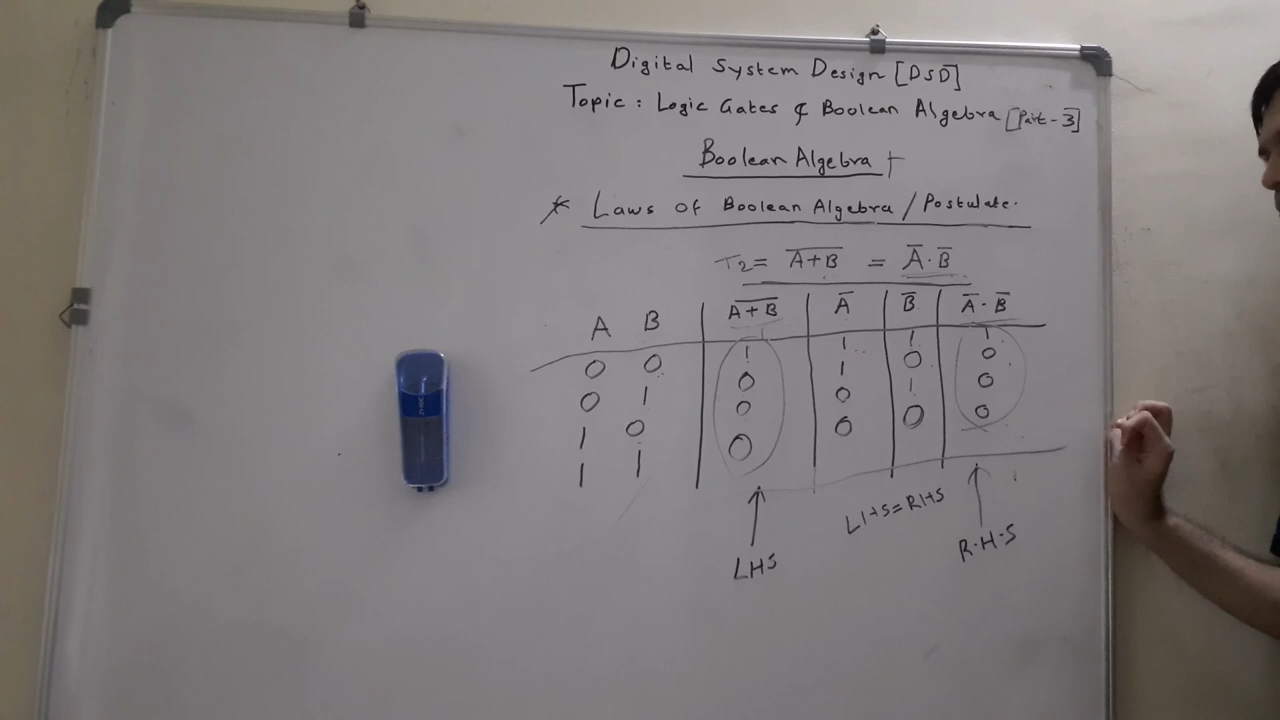 Digital System Design [DSD]
Topic : Logic Gates & Boolean Algebra [Part-3]
Boolean Algebra
* Laws of Boolean Algebra / Postulate.
T2= A̅+̅B̅ = A̅.B̅
A B A̅+̅B̅ A̅ B̅ A̅.B̅
0 0 1 1 1 1
0 1 0 1 0 0
1 0 0 0 1 0
1 1 0 0 0 0
LHS=RHS
LHS
R.H.S